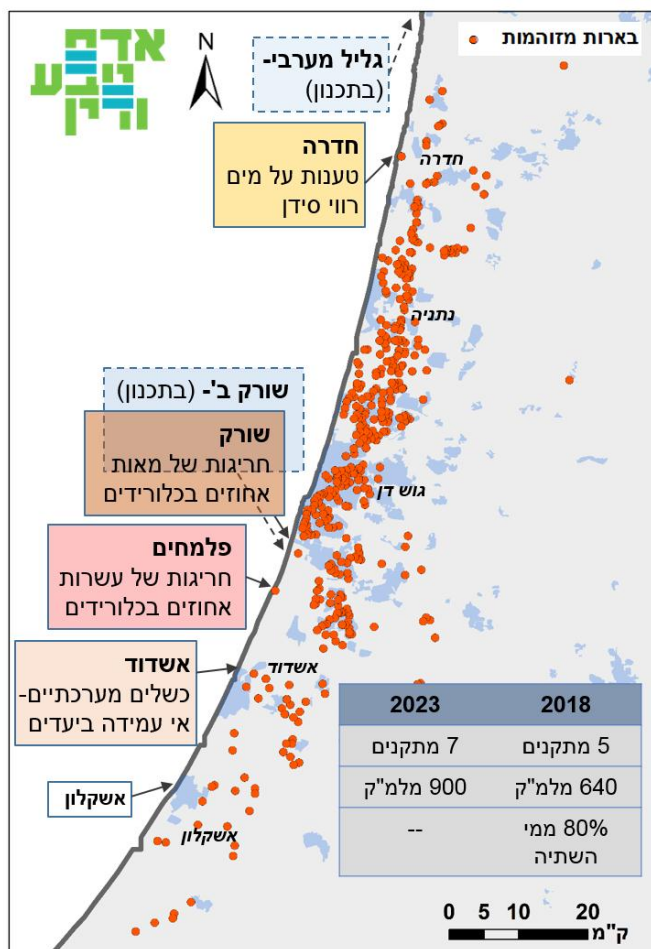 אדם
טבע
ודין
N
בארות מזוהמות
גליל מערבי-
(בתכנון)
חדרה
טענות על מים
רווי סידן
חדרה
נתניה
שורק ב'- (בתכנון)
שורק
חריגות של מאות
אחוזים בכלורידים
גוש דן
פלמחים
חריגות של עשרות
אחוזים בכלורידים
אשדוד
כשלים מערכתיים-
אי עמידה ביעדים
אשדוד
אשקלון
אשקלון
2018 2023
5 מתקנים 7 מתקנים
640 מלמ"ק 900 מלמ"ק
80% ממי
השתיה --
0 5 10 20
ק"מ